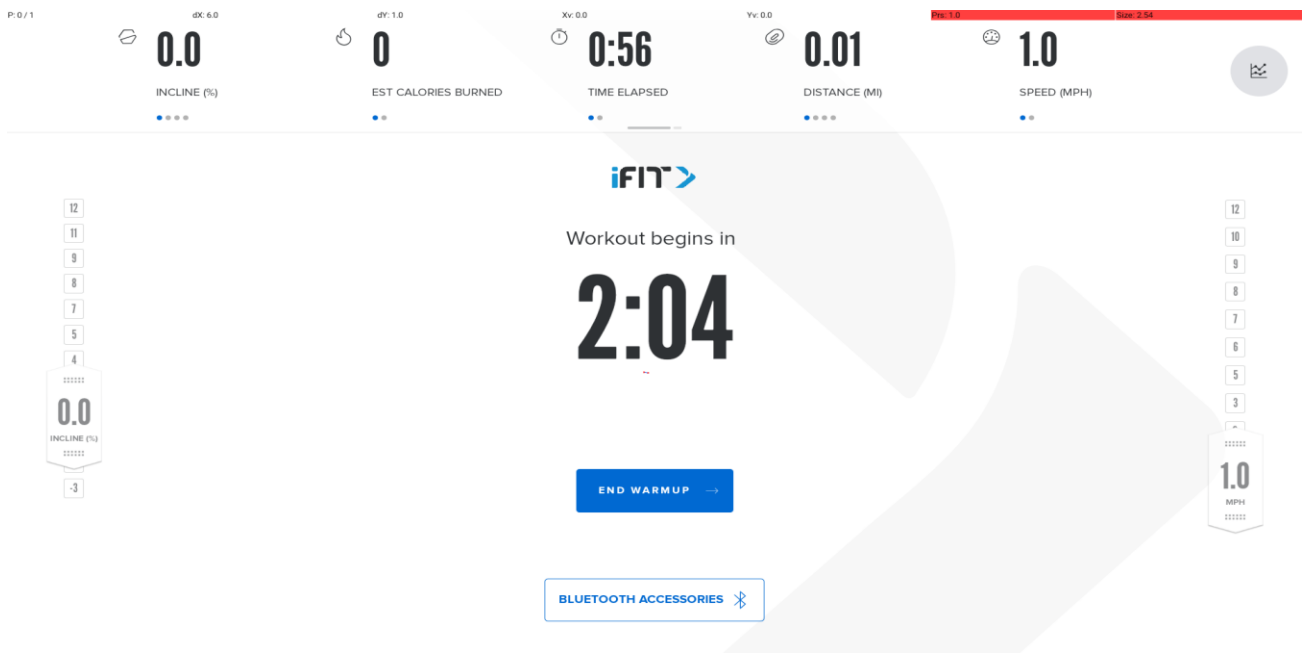 P: 0 / 1 dX: 6.0 dY: 1.0 Xv: 0.0 Yv: 0.0 Prs: 1.0 Size: 2.54
0.0 0 0:56 0.01 1.0
INCLINE (%) EST CALORIES BURNED TIME ELAPSED DISTANCE (MI) SPEED (MPH)
iFIT
Workout begins in
2:04
12
11
9
8
7
5
4
0.0
INCLINE (%)
-3
12
10
9
8
7
6
5
3
1.0
MPH
END WARMUP →
BLUETOOTH ACCESSORIES